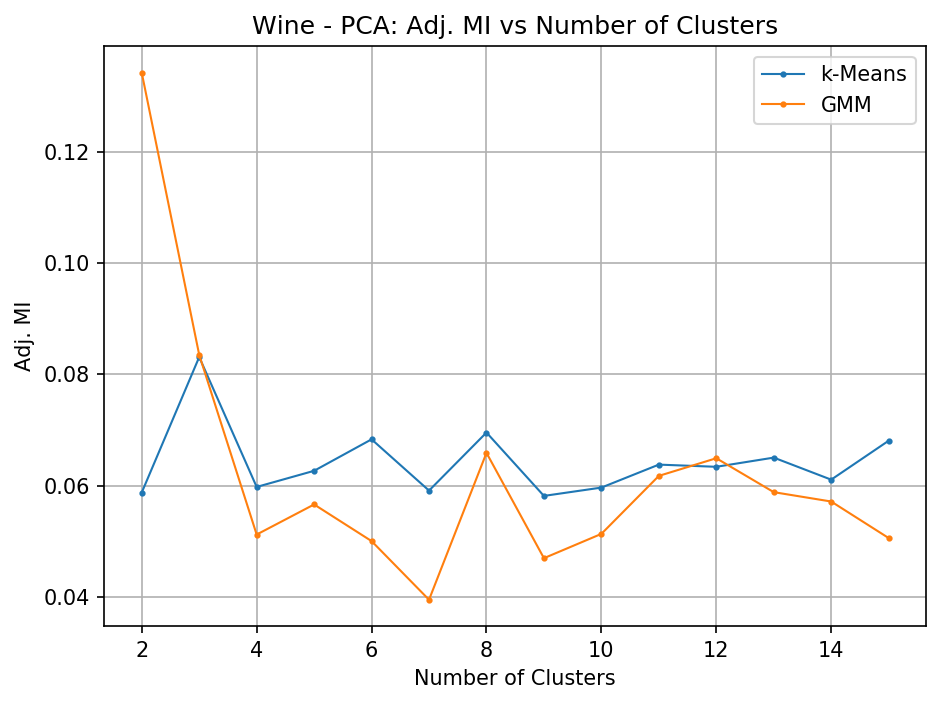 Wine - PCA: Adj. MI vs Number of Clusters
k-Means
GMM
0.12
0.10
0.08
0.06
0.04
Adj. MI
2 4 6 8 10 12 14
Number of Clusters